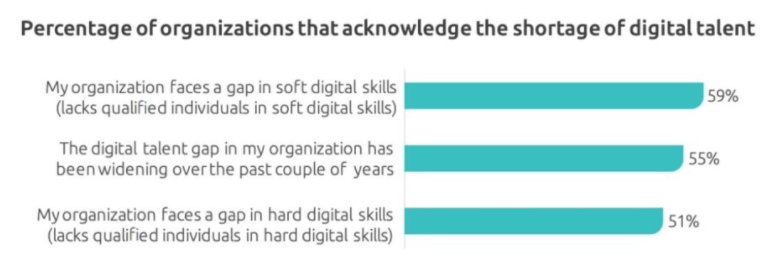 Percentage of organizations that acknowledge the shortage of digital talent
My organization faces a gap in soft digital skills
(lacks qualified individuals in soft digital skills)
59%
The digital talent gap in my organization has
been widening over the past couple of years
55%
My organization faces a gap in hard digital skills
(lacks qualified individuals in hard digital skills)
51%